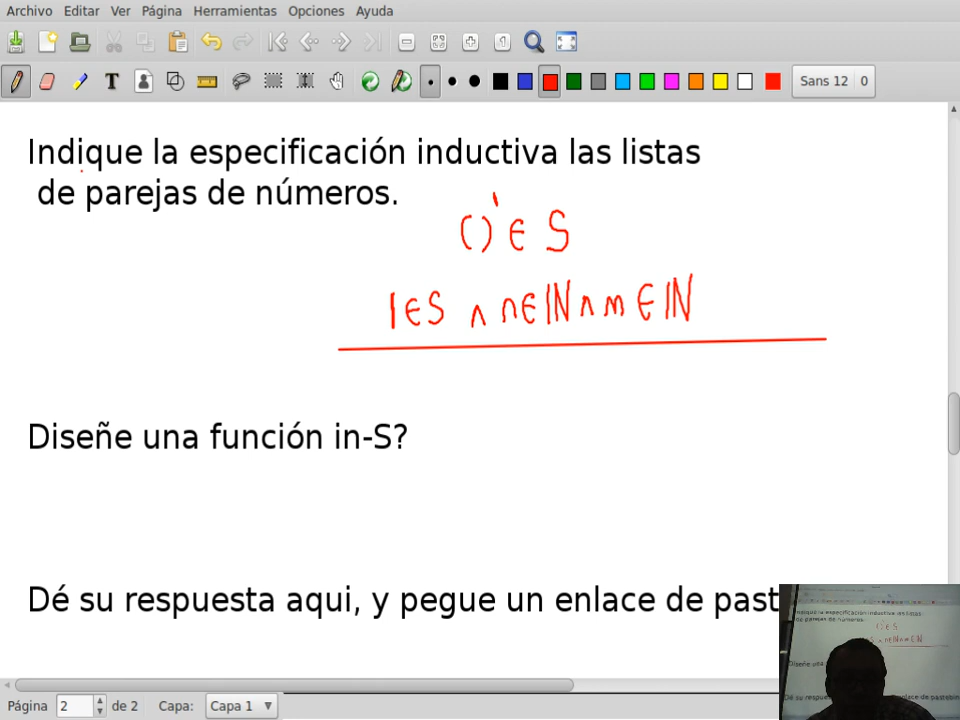 Archivo Editar Ver Página Herramientas Opciones Ayuda
Sans 12 0
Indique la especificación inductiva las listas
de parejas de números.
() ∈ S
l ∈ S ∧ n ∈ ℕ ∧ m ∈ ℕ
Diseñe una función in-S?
Dé su respuesta aqui, y pegue un enlace de past
Página 2 de 2 Capa: Capa 1